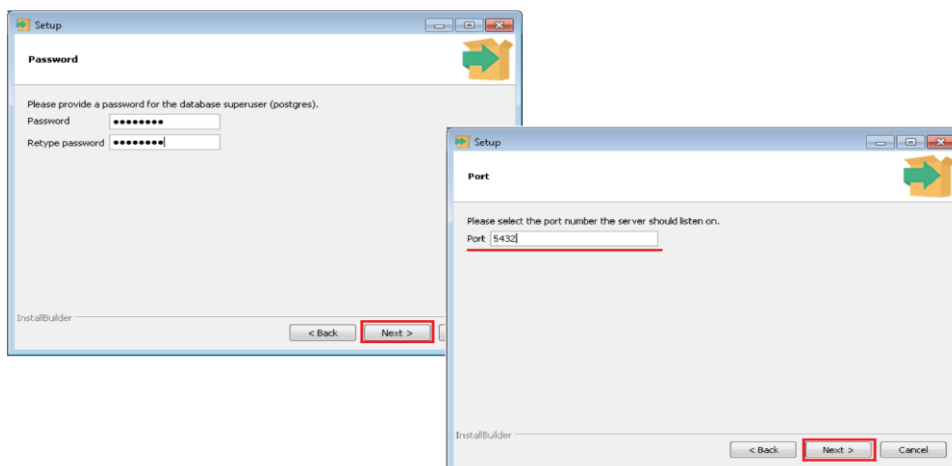 Setup
Password
Please provide a password for the database superuser (postgres).
Password ••••••••
Retype password ••••••••
InstallBuilder
< Back
Next >
Setup
Port
Please select the port number the server should listen on.
Port 5432
InstallBuilder
< Back
Next >
Cancel